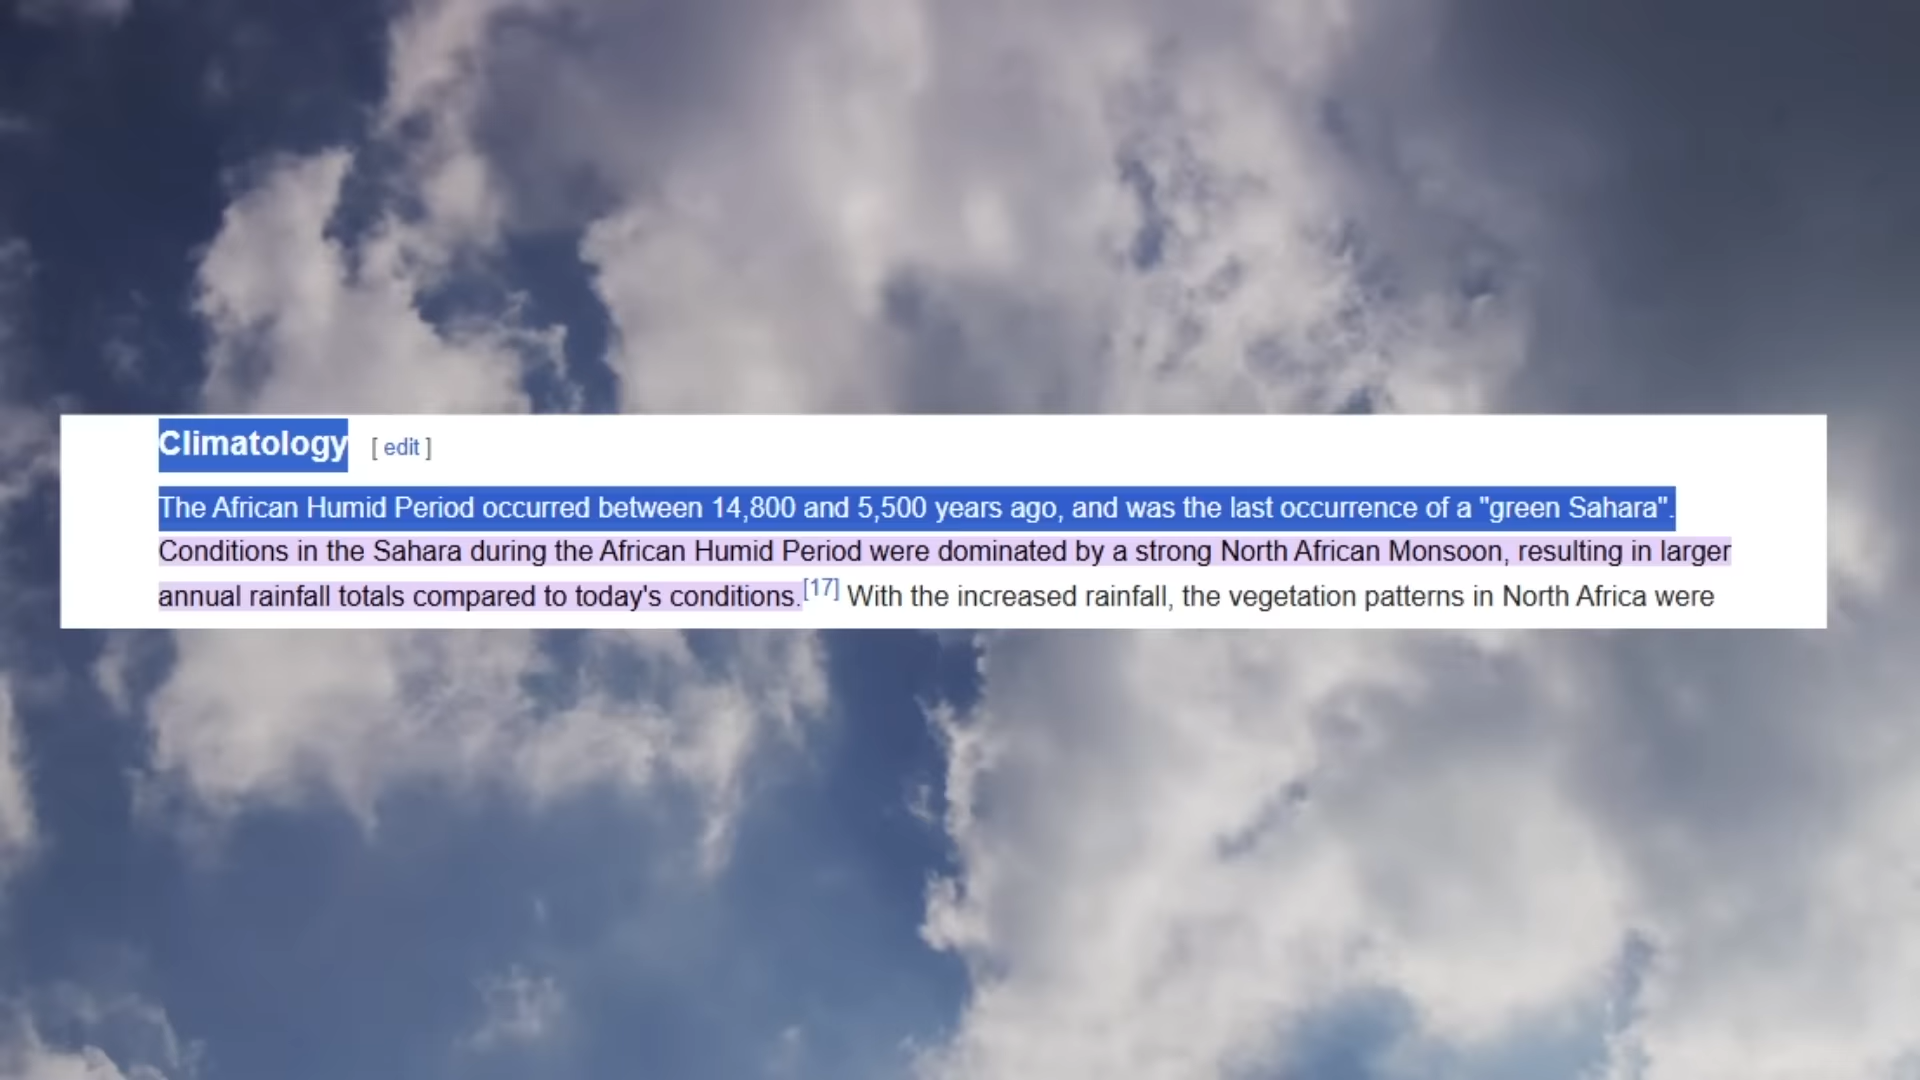 Climatology [ edit ]
The African Humid Period occurred between 14,800 and 5,500 years ago, and was the last occurrence of a "green Sahara".
Conditions in the Sahara during the African Humid Period were dominated by a strong North African Monsoon, resulting in larger
annual rainfall totals compared to today's conditions.[17] With the increased rainfall, the vegetation patterns in North Africa were